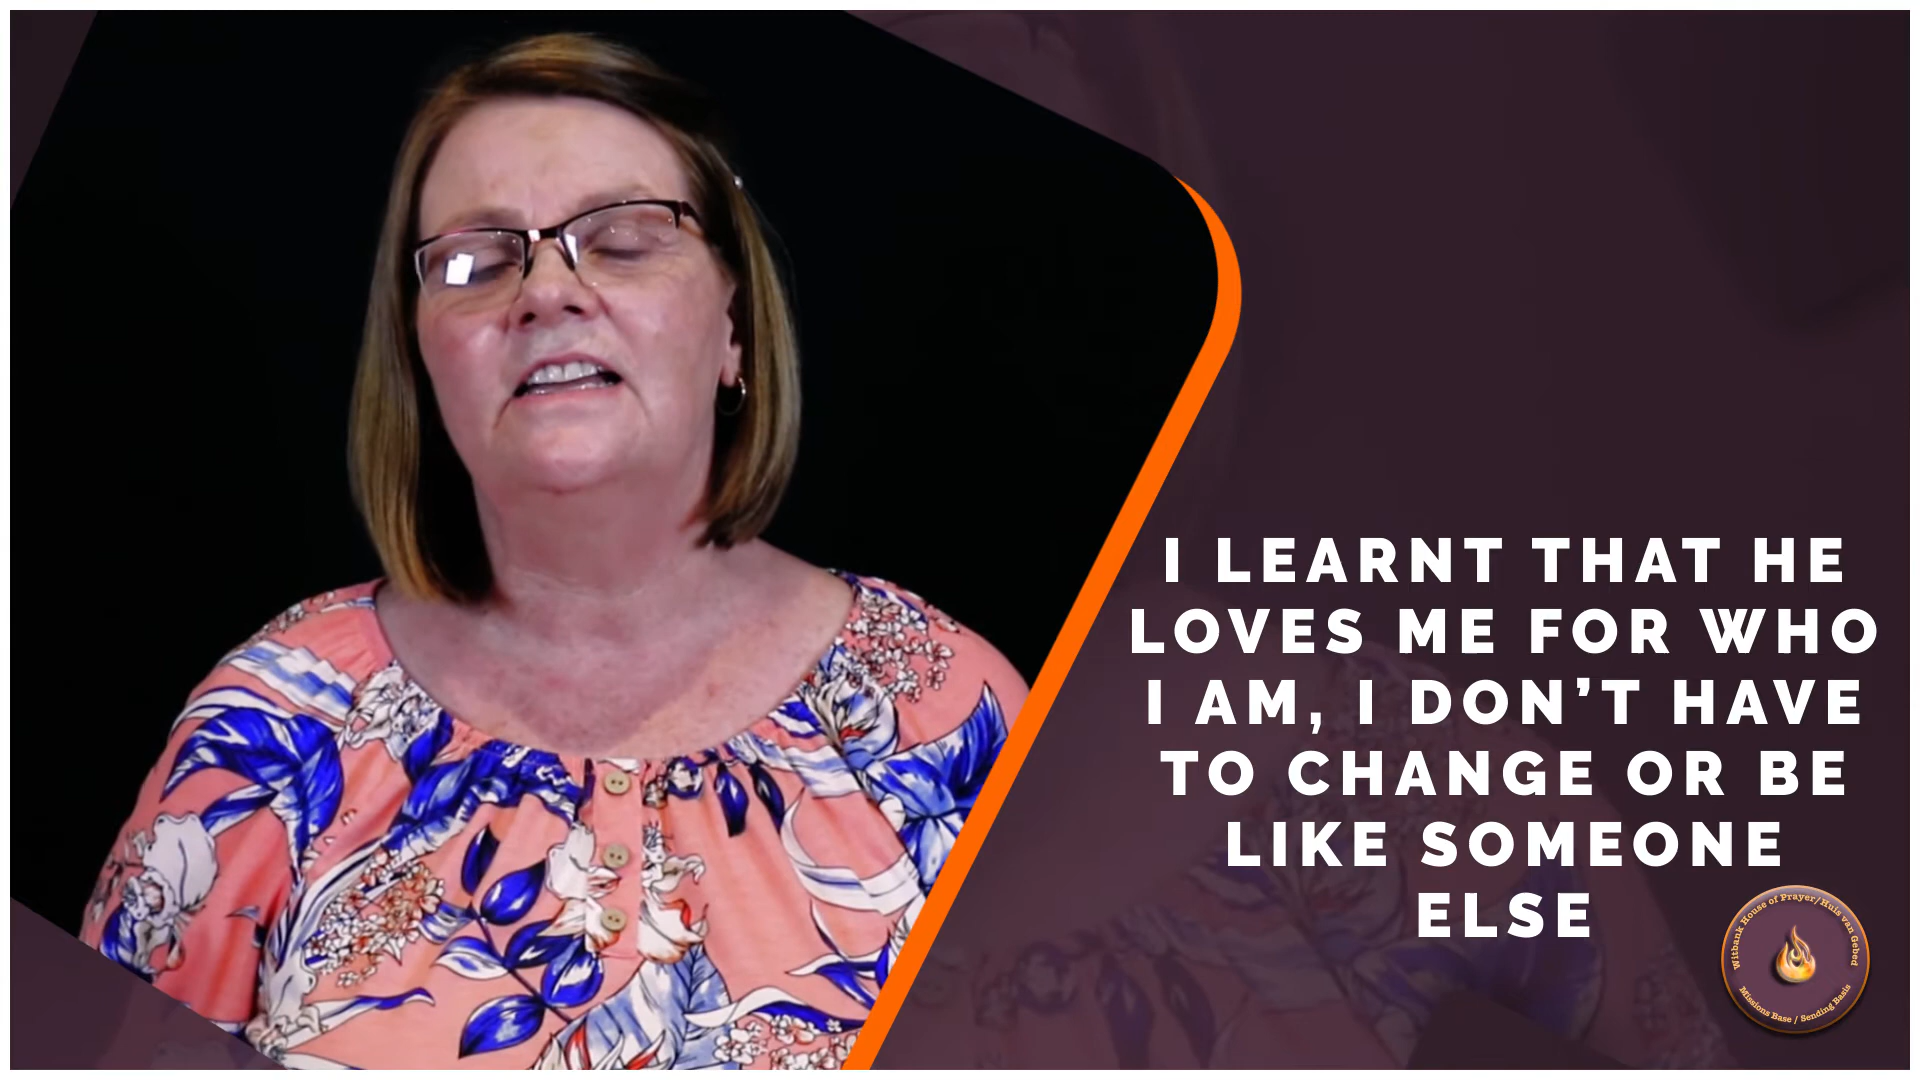 I LEARNT THAT HE
LOVES ME FOR WHO
I AM, I DON’T HAVE
TO CHANGE OR BE
LIKE SOMEONE
ELSE
Witbank House of Prayer/Huis van Gebed
Missions Base / Sending Basis